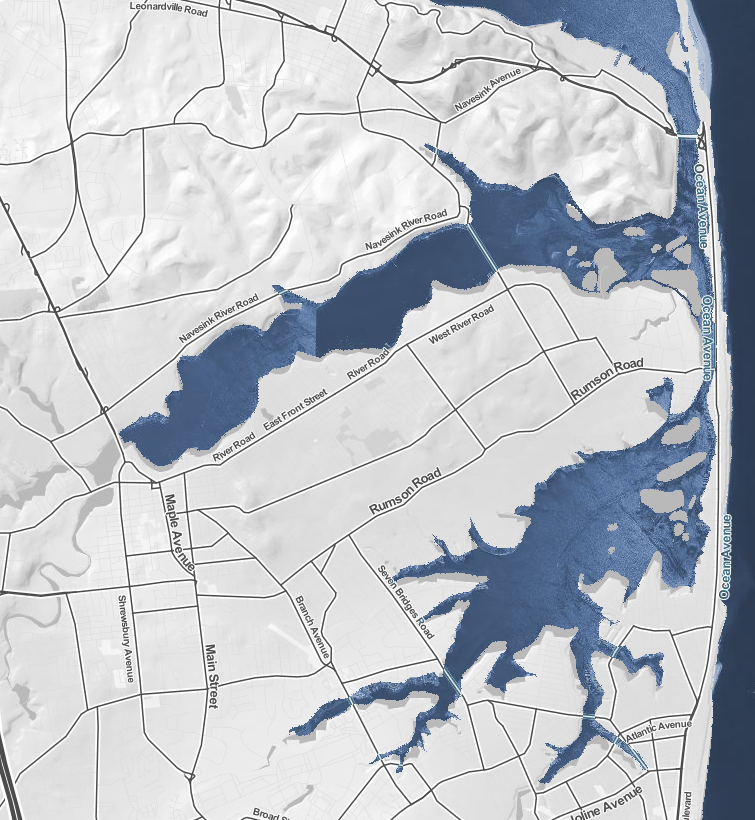 Leonardville Road
Navesink Avenue
Ocean Avenue
Navesink River Road
Navesink River Road
Ocean Avenue
West River Road
River Road
Rumson Road
East Front Street
River Road
Rumson Road
Maple Avenue
Ocean Avenue
Seven Bridges Road
Shrewsbury Avenue
Branch Avenue
Main Street
Atlantic Avenue
Joline Avenue
Broad S
levard